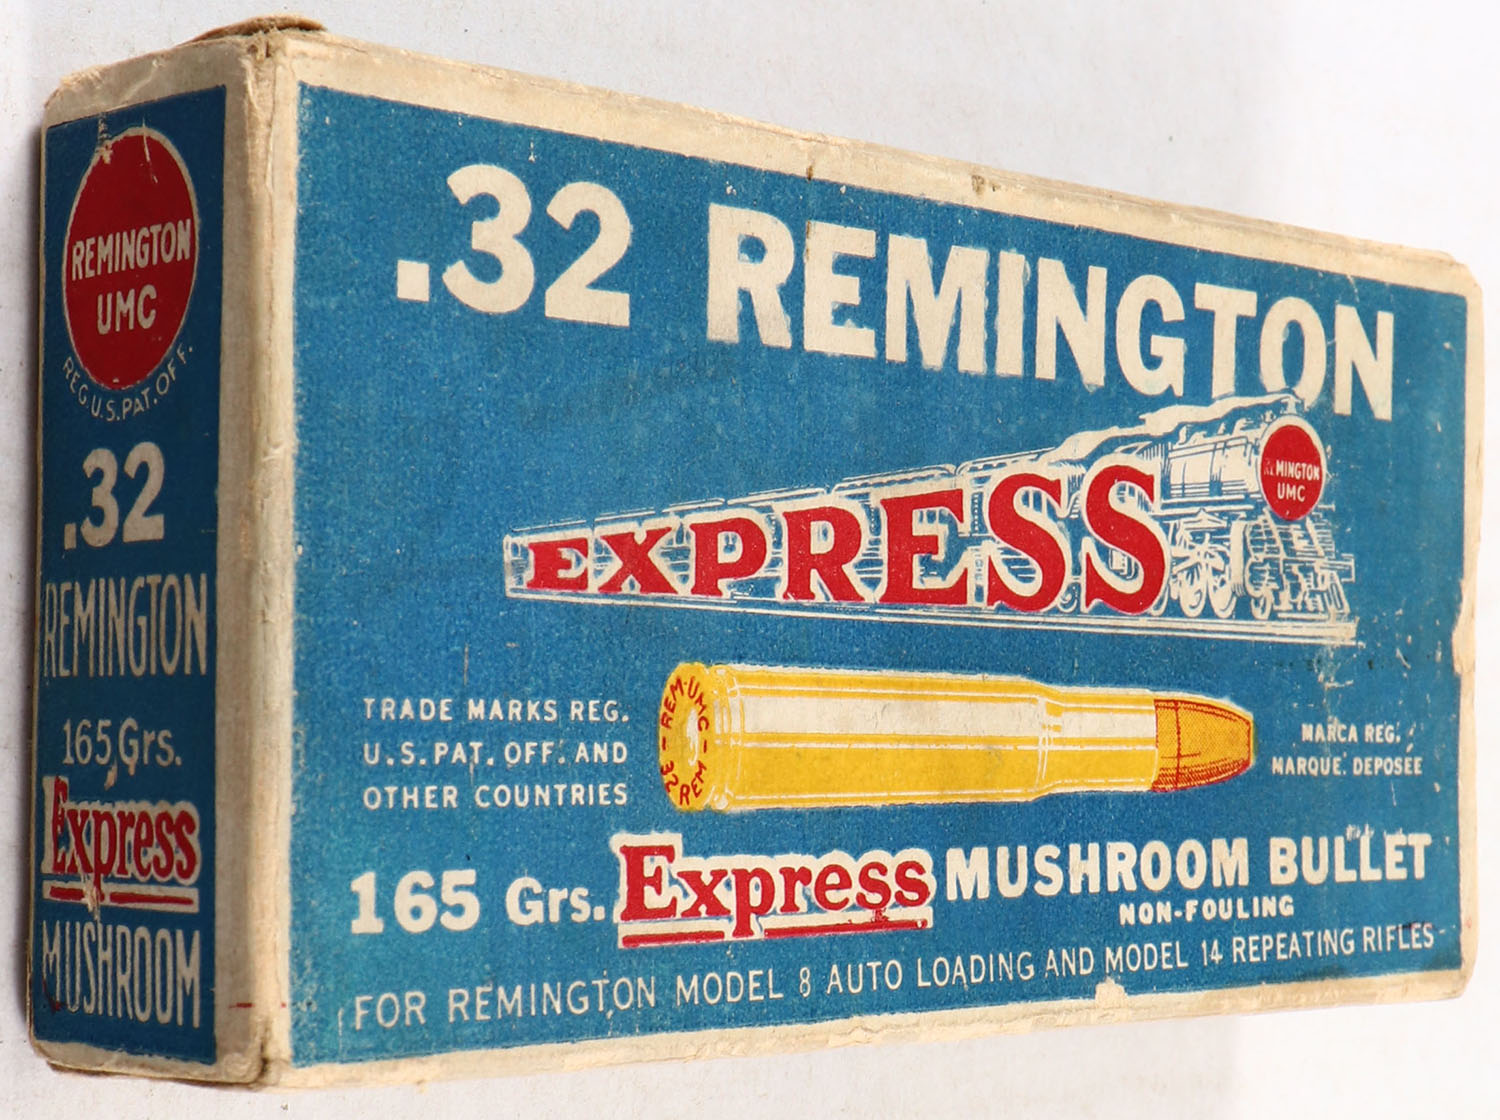 REMINGTON
UMC
REG.U.S.PAT.OFF.
.32
REMINGTON
165 Grs.
Express
MUSHROOM
.32 REMINGTON
EXPRESS
REMINGTON
UMC
TRADE MARKS REG.
U.S.PAT. OFF. AND
OTHER COUNTRIES
REM-UMC-
32 REM
MARCA REG.
MARQUE DEPOSÉE
165 Grs. Express MUSHROOM BULLET
NON-FOULING
FOR REMINGTON MODEL 8 AUTO LOADING AND MODEL 14 REPEATING RIFLES